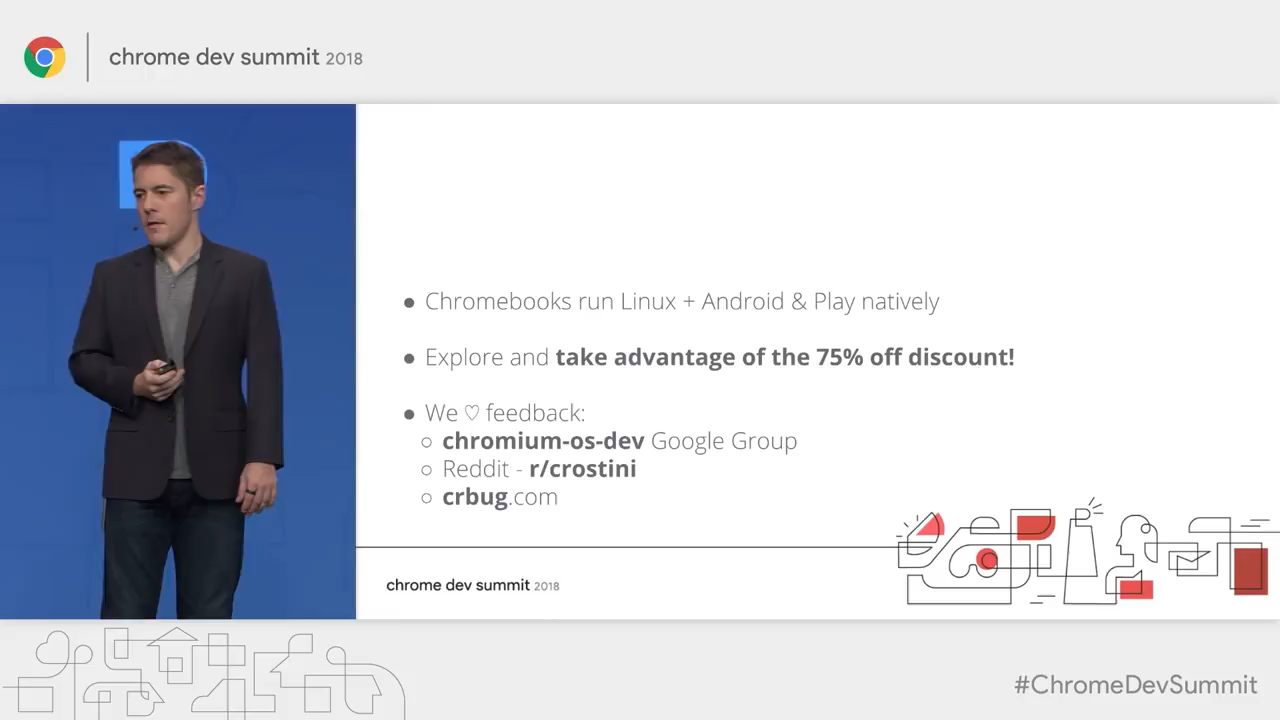 chrome dev summit 2018
● Chromebooks run Linux + Android & Play natively
● Explore and take advantage of the 75% off discount!
● We ♡ feedback:
○ chromium-os-dev Google Group
○ Reddit - r/crostini
○ crbug.com
chrome dev summit 2018
#ChromeDevSummit